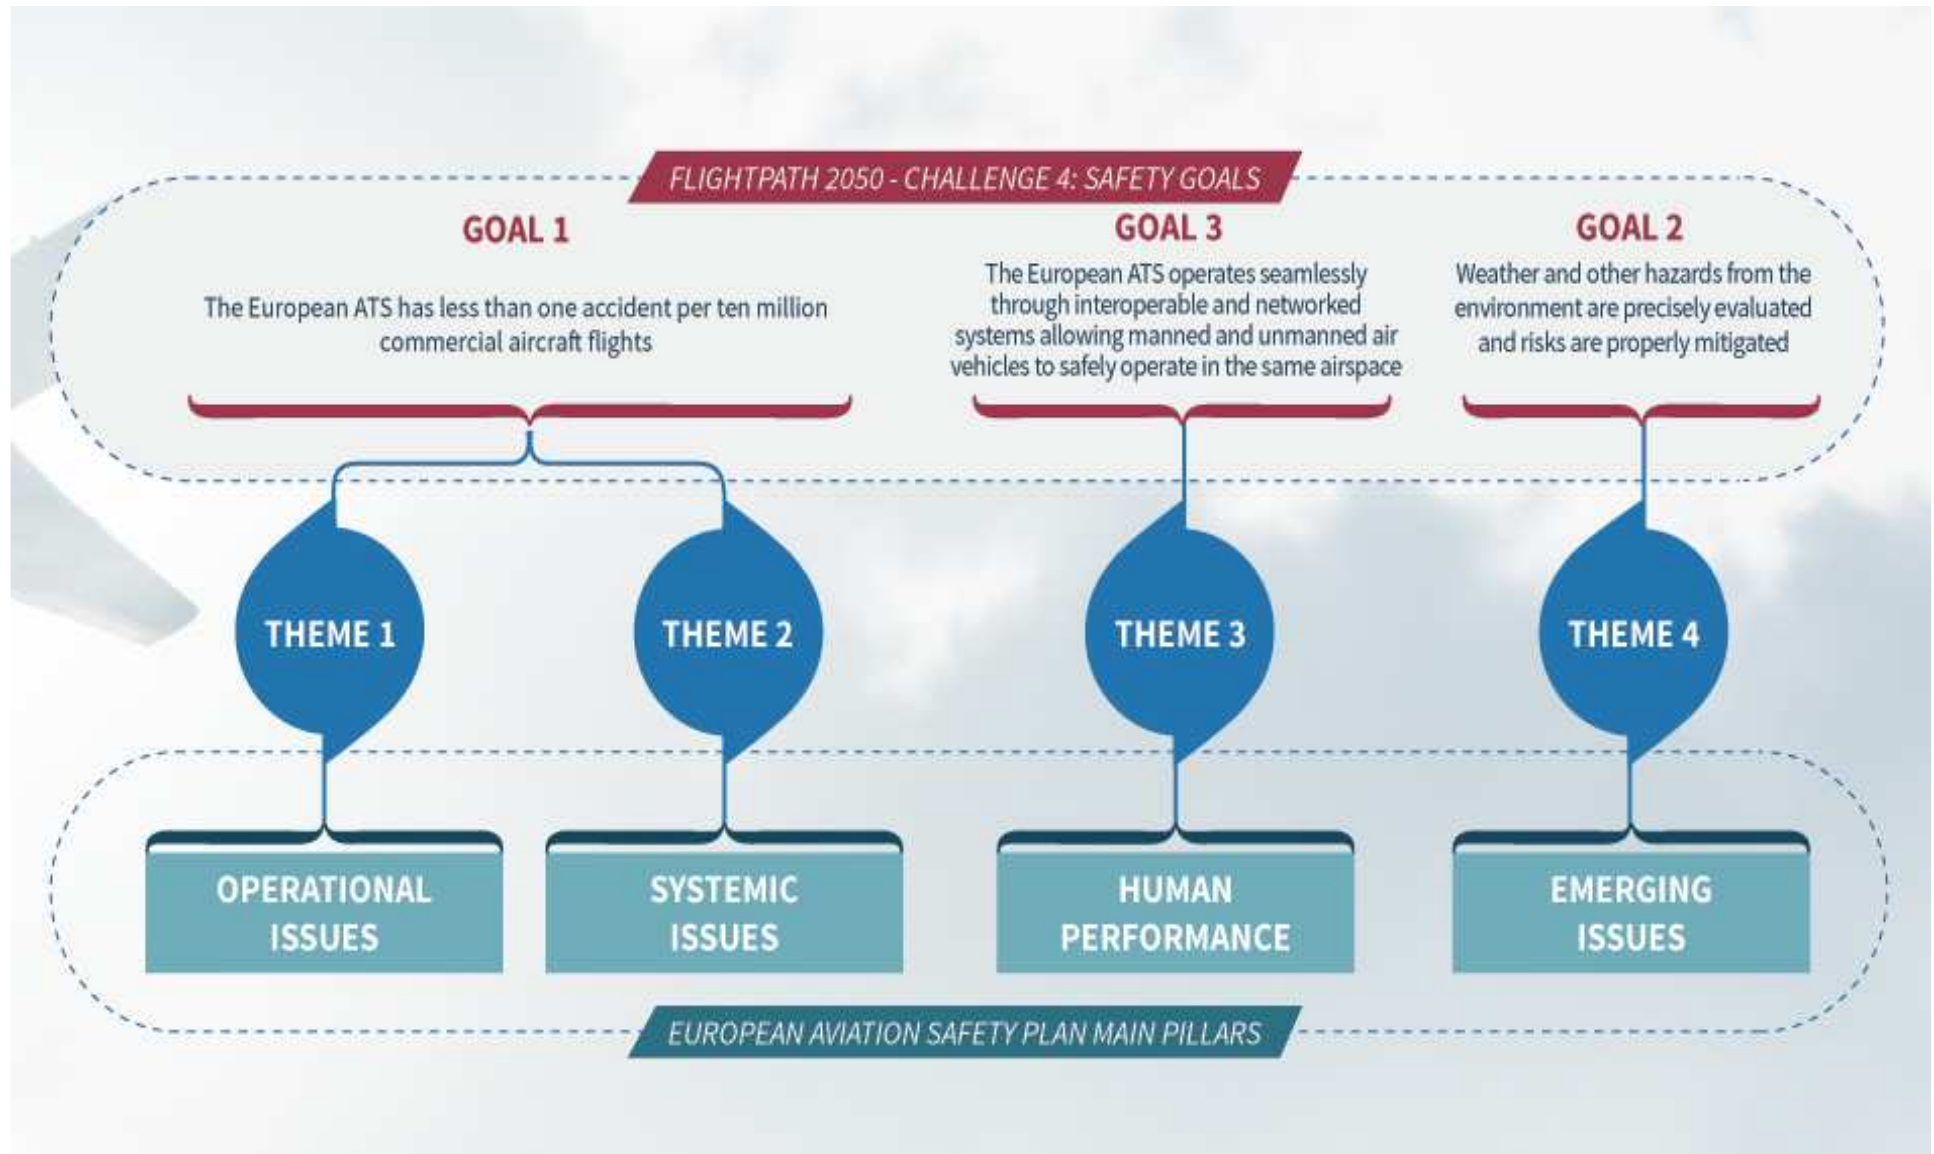 FLIGHTPATH 2050 - CHALLENGE 4: SAFETY GOALS
GOAL 1
The European ATS has less than one accident per ten million
commercial aircraft flights
GOAL 3
The European ATS operates seamlessly
through interoperable and networked
systems allowing manned and unmanned air
vehicles to safely operate in the same airspace
GOAL 2
Weather and other hazards from the
environment are precisely evaluated
and risks are properly mitigated
THEME 1
THEME 2
THEME 3
THEME 4
OPERATIONAL
ISSUES
SYSTEMIC
ISSUES
HUMAN
PERFORMANCE
EMERGING
ISSUES
EUROPEAN AVIATION SAFETY PLAN MAIN PILLARS